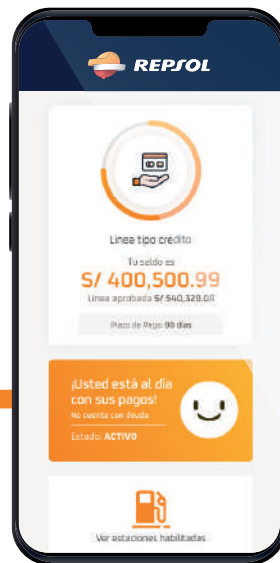 REPSOL
Línea tipo crédito
Tu saldo es
S/ 400,500.99
Línea aprobada S/ 540,320.00
Plazo de Pago: 90 días
¡Usted está al día
con sus pagos!
No cuenta con deuda
Estado: ACTIVO
Ver estaciones habilitadas